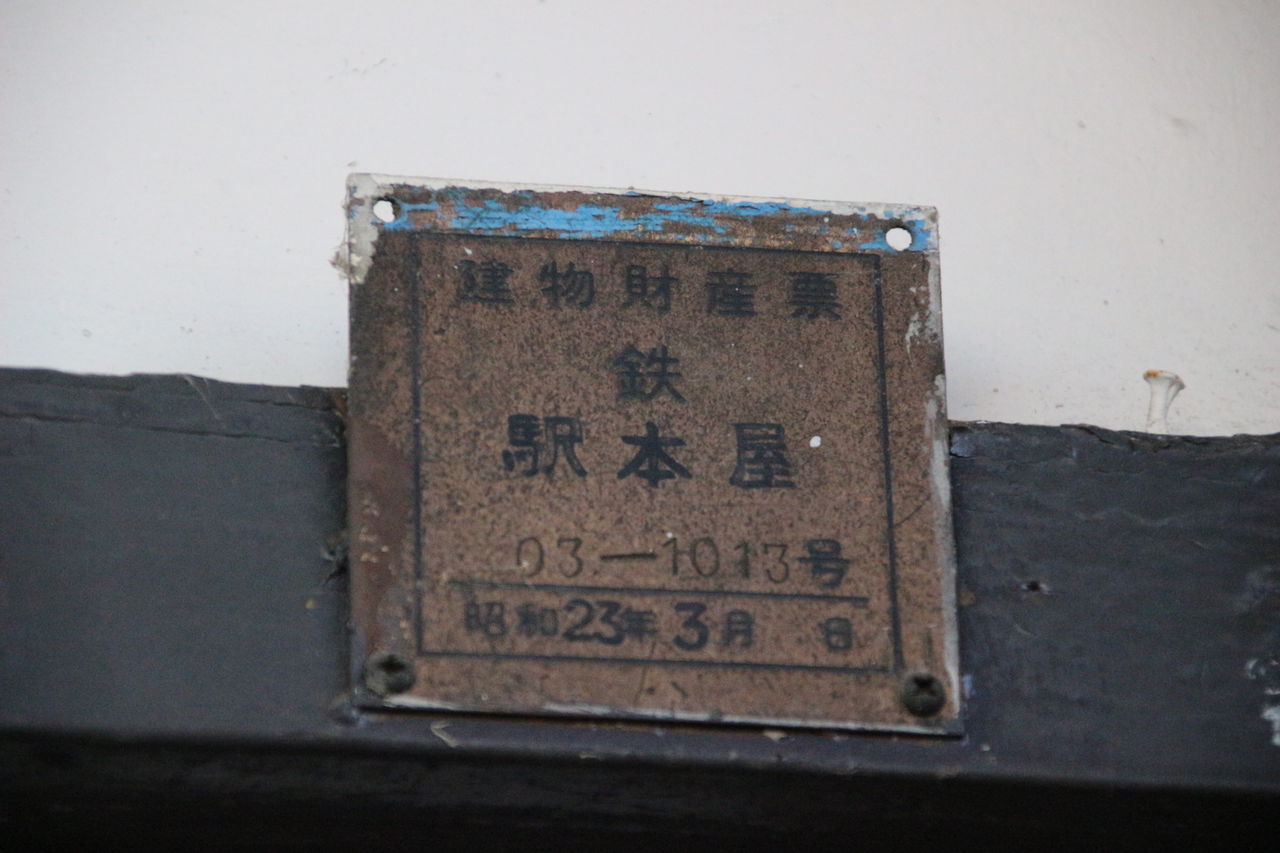 建物財産票
鉄
駅本屋
03-1013号
昭和23年3月 日